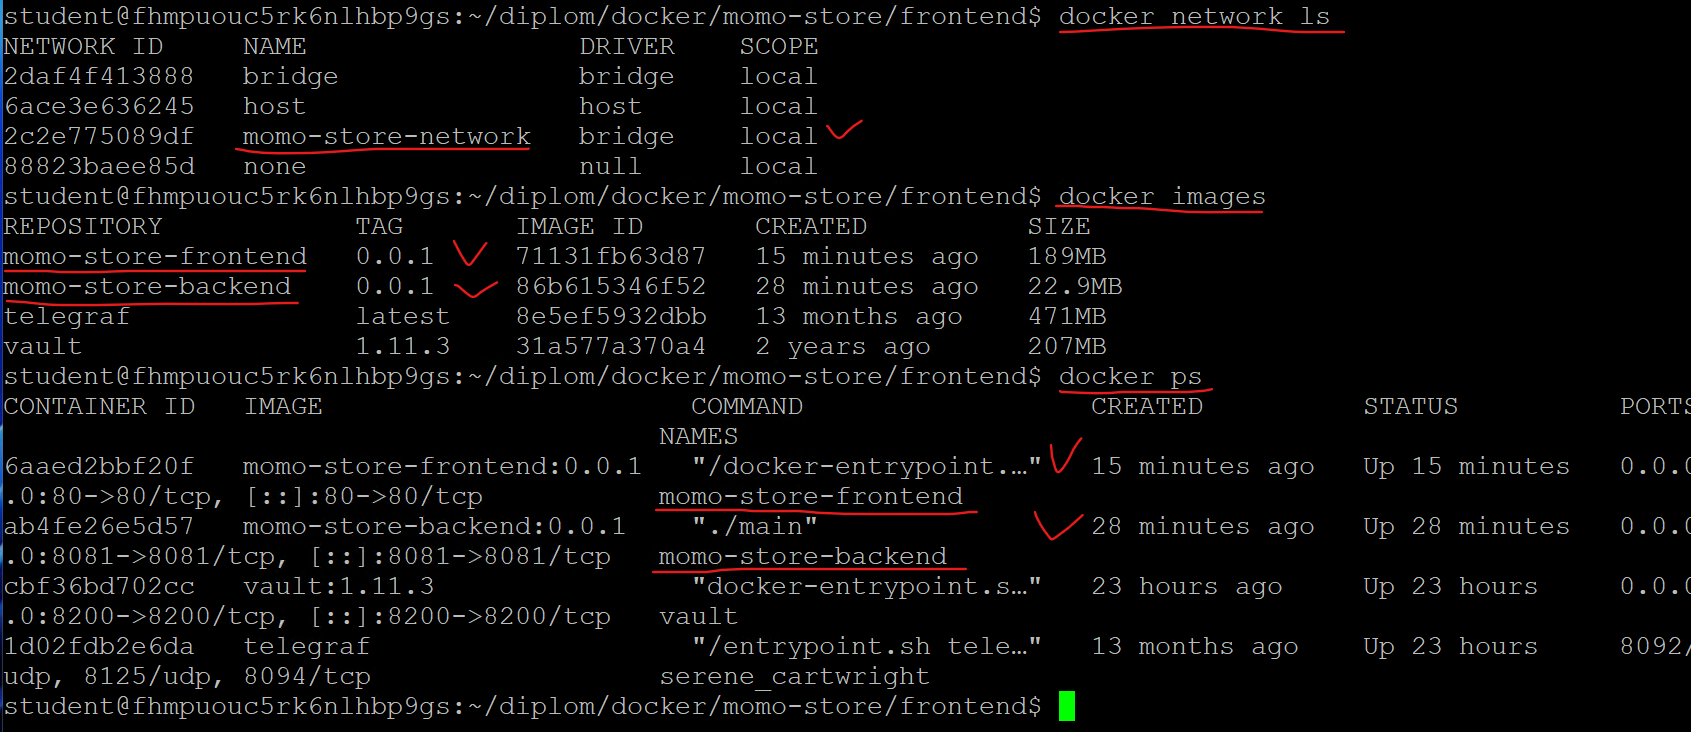 student@fhmpuouc5rk6nlhbp9gs:~/diplom/docker/momo-store/frontend$ docker network ls
NETWORK ID     NAME                 DRIVER    SCOPE
2daf4f413888   bridge               bridge    local
6ace3e636245   host                 host      local
2c2e775089df   momo-store-network   bridge    local
88823baee85d   none                 null      local
student@fhmpuouc5rk6nlhbp9gs:~/diplom/docker/momo-store/frontend$ docker images
REPOSITORY            TAG       IMAGE ID       CREATED          SIZE
momo-store-frontend   0.0.1     71131fb63d87   15 minutes ago   189MB
momo-store-backend    0.0.1     86b615346f52   28 minutes ago   22.9MB
telegraf              latest    8e5ef5932dbb   13 months ago    471MB
vault                 1.11.3    31a577a370a4   2 years ago      207MB
student@fhmpuouc5rk6nlhbp9gs:~/diplom/docker/momo-store/frontend$ docker ps
CONTAINER ID   IMAGE                       COMMAND                  CREATED          STATUS          PORTS
NAMES
6aaed2bbf20f   momo-store-frontend:0.0.1   "/docker-entrypoint.…"   15 minutes ago   Up 15 minutes   0.0.0
.0:80->80/tcp, [::]:80->80/tcp           momo-store-frontend
ab4fe26e5d57   momo-store-backend:0.0.1    "./main"                 28 minutes ago   Up 28 minutes   0.0.0
.0:8081->8081/tcp, [::]:8081->8081/tcp   momo-store-backend
cbf36bd702cc   vault:1.11.3                "docker-entrypoint.s…"   23 hours ago     Up 23 hours     0.0.0
.0:8200->8200/tcp, [::]:8200->8200/tcp   vault
1d02fdb2e6da   telegraf                    "/entrypoint.sh tele…"   13 months ago    Up 23 hours     8092/
udp, 8125/udp, 8094/tcp                  serene_cartwright
student@fhmpuouc5rk6nlhbp9gs:~/diplom/docker/momo-store/frontend$